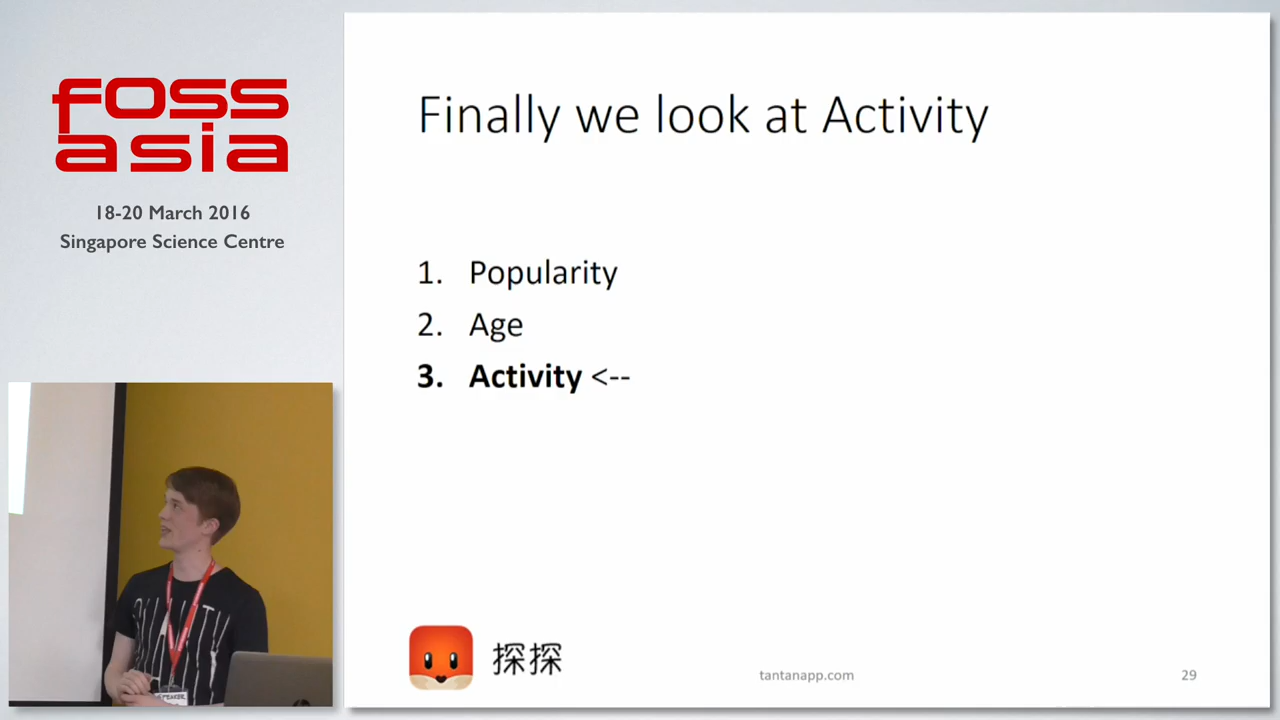 foss
asia
18-20 March 2016
Singapore Science Centre
Finally we look at Activity
1. Popularity
2. Age
3. Activity <--
SPEAKER
探探
tantanapp.com
29